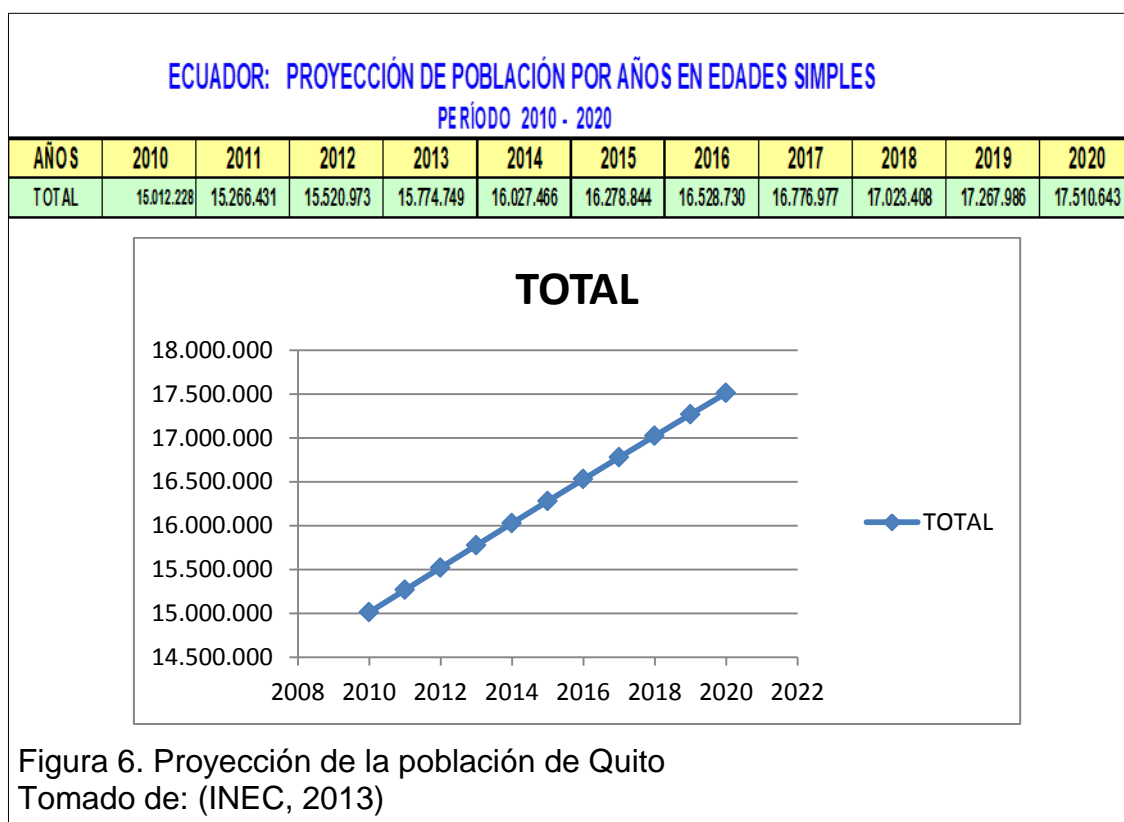 ECUADOR: PROYECCIÓN DE POBLACIÓN POR AÑOS EN EDADES SIMPLES
PERÍODO 2010 - 2020
AÑOS 2010 2011 2012 2013 2014 2015 2016 2017 2018 2019 2020
TOTAL 15.012.228 15.266.431 15.520.973 15.774.749 16.027.466 16.278.844 16.528.730 16.776.977 17.023.408 17.267.986 17.510.643
TOTAL
18.000.000
17.500.000
17.000.000
16.500.000
16.000.000
15.500.000
15.000.000
14.500.000
2008 2010 2012 2014 2016 2018 2020 2022
TOTAL
Figura 6. Proyección de la población de Quito
Tomado de: (INEC, 2013)